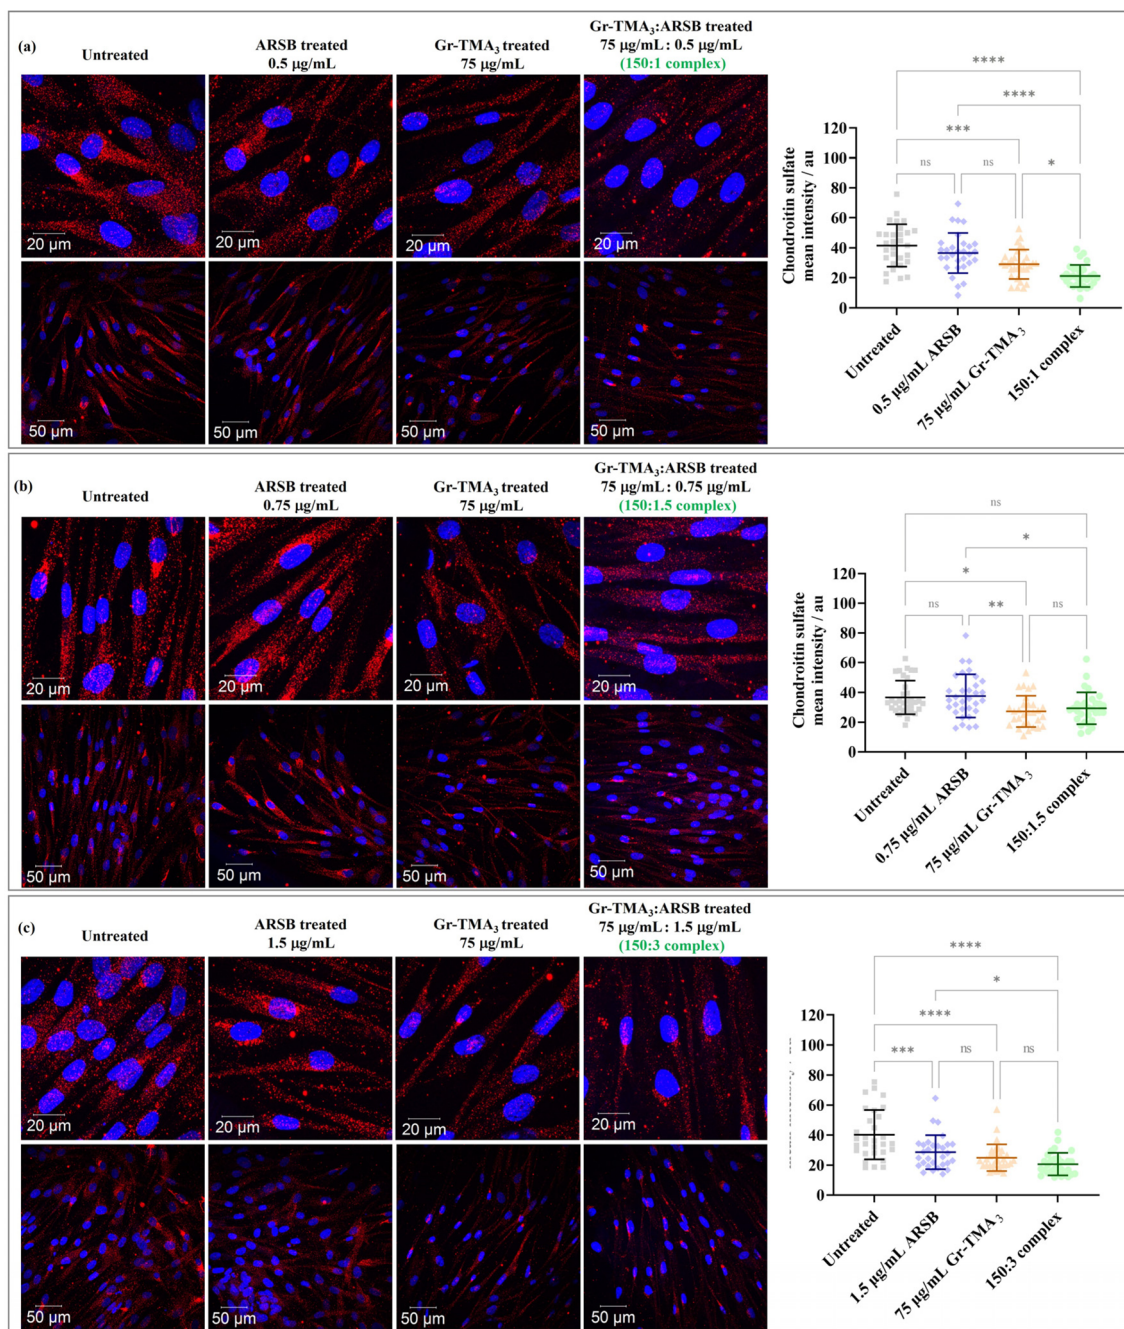 (a)
Untreated
ARSB treated
0.5 µg/mL
Gr-TMA₃ treated
75 µg/mL
Gr-TMA₃:ARSB treated
75 µg/mL : 0.5 µg/mL
(150:1 complex)
20 µm
20 µm
20 µm
20 µm
50 µm
50 µm
50 µm
50 µm
****
****
***
ns
ns
*
Chondroitin sulfate
mean intensity / au
120
100
80
60
40
20
0
Untreated
0.5 µg/mL ARSB
75 µg/mL Gr-TMA₃
150:1 complex
(b)
Untreated
ARSB treated
0.75 µg/mL
Gr-TMA₃ treated
75 µg/mL
Gr-TMA₃:ARSB treated
75 µg/mL : 0.75 µg/mL
(150:1.5 complex)
20 µm
20 µm
20 µm
20 µm
50 µm
50 µm
50 µm
50 µm
ns
*
*
ns
**
ns
Chondroitin sulfate
mean intensity / au
120
100
80
60
40
20
0
Untreated
0.75 µg/mL ARSB
75 µg/mL Gr-TMA₃
150:1.5 complex
(c)
Untreated
ARSB treated
1.5 µg/mL
Gr-TMA₃ treated
75 µg/mL
Gr-TMA₃:ARSB treated
75 µg/mL : 1.5 µg/mL
(150:3 complex)
20 µm
20 µm
20 µm
20 µm
50 µm
50 µm
50 µm
50 µm
****
*
****
***
ns
ns
120
100
80
60
40
20
0
Untreated
1.5 µg/mL ARSB
75 µg/mL Gr-TMA₃
150:3 complex